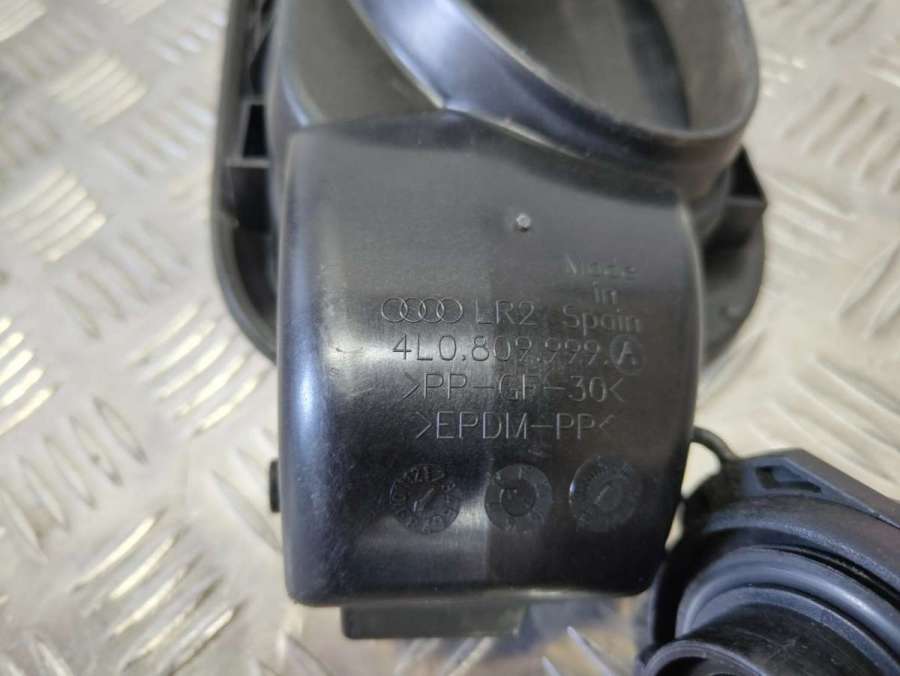 Made
in
LR2 Spain
4L0.809.999.A
>PP-GF-30<
>EPDM-PP<